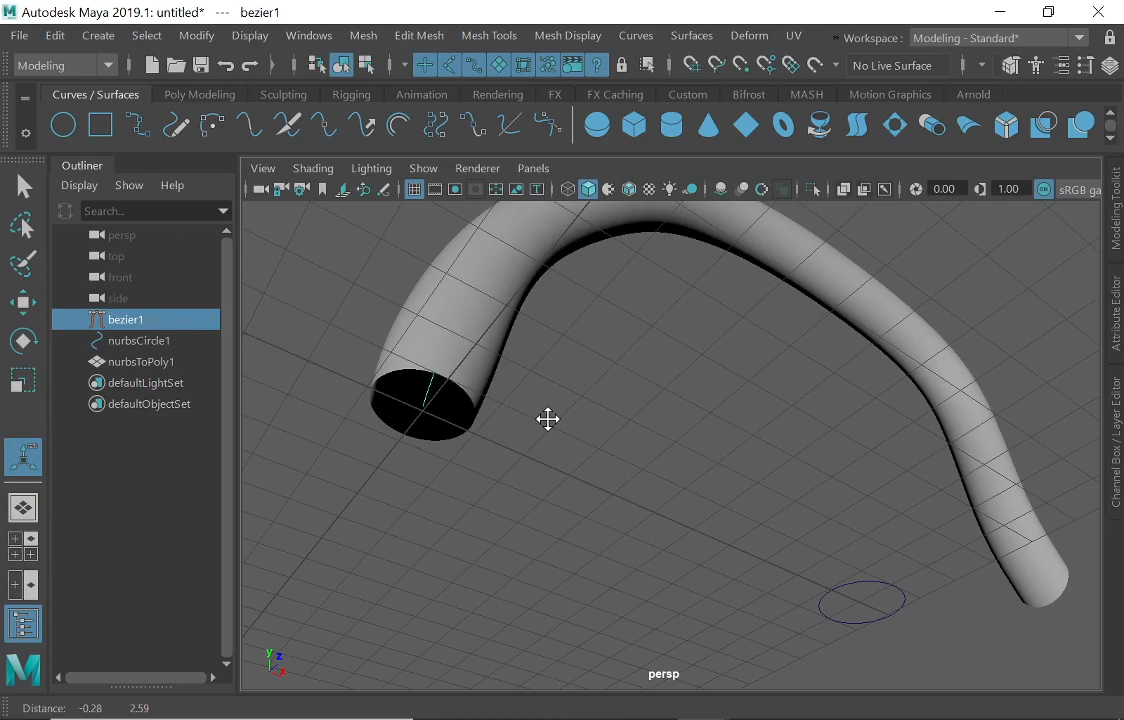 Autodesk Maya 2019.1: untitled* --- bezier1
File Edit Create Select Modify Display Windows Mesh Edit Mesh Mesh Tools Mesh Display Curves Surfaces Deform UV » Workspace : Modeling - Standard*
Modeling No Live Surface
Curves / Surfaces Poly Modeling Sculpting Rigging Animation Rendering FX FX Caching Custom Bifrost MASH Motion Graphics Arnold
Outliner
Display Show Help
Search...
persp
top
front
side
bezier1
nurbsCircle1
nurbsToPoly1
defaultLightSet
defaultObjectSet
View Shading Lighting Show Renderer Panels
0.00 1.00 ON sRGB ga
persp
y z x
Modeling Toolkit
Attribute Editor
Channel Box / Layer Editor
Distance: -0.28 2.59